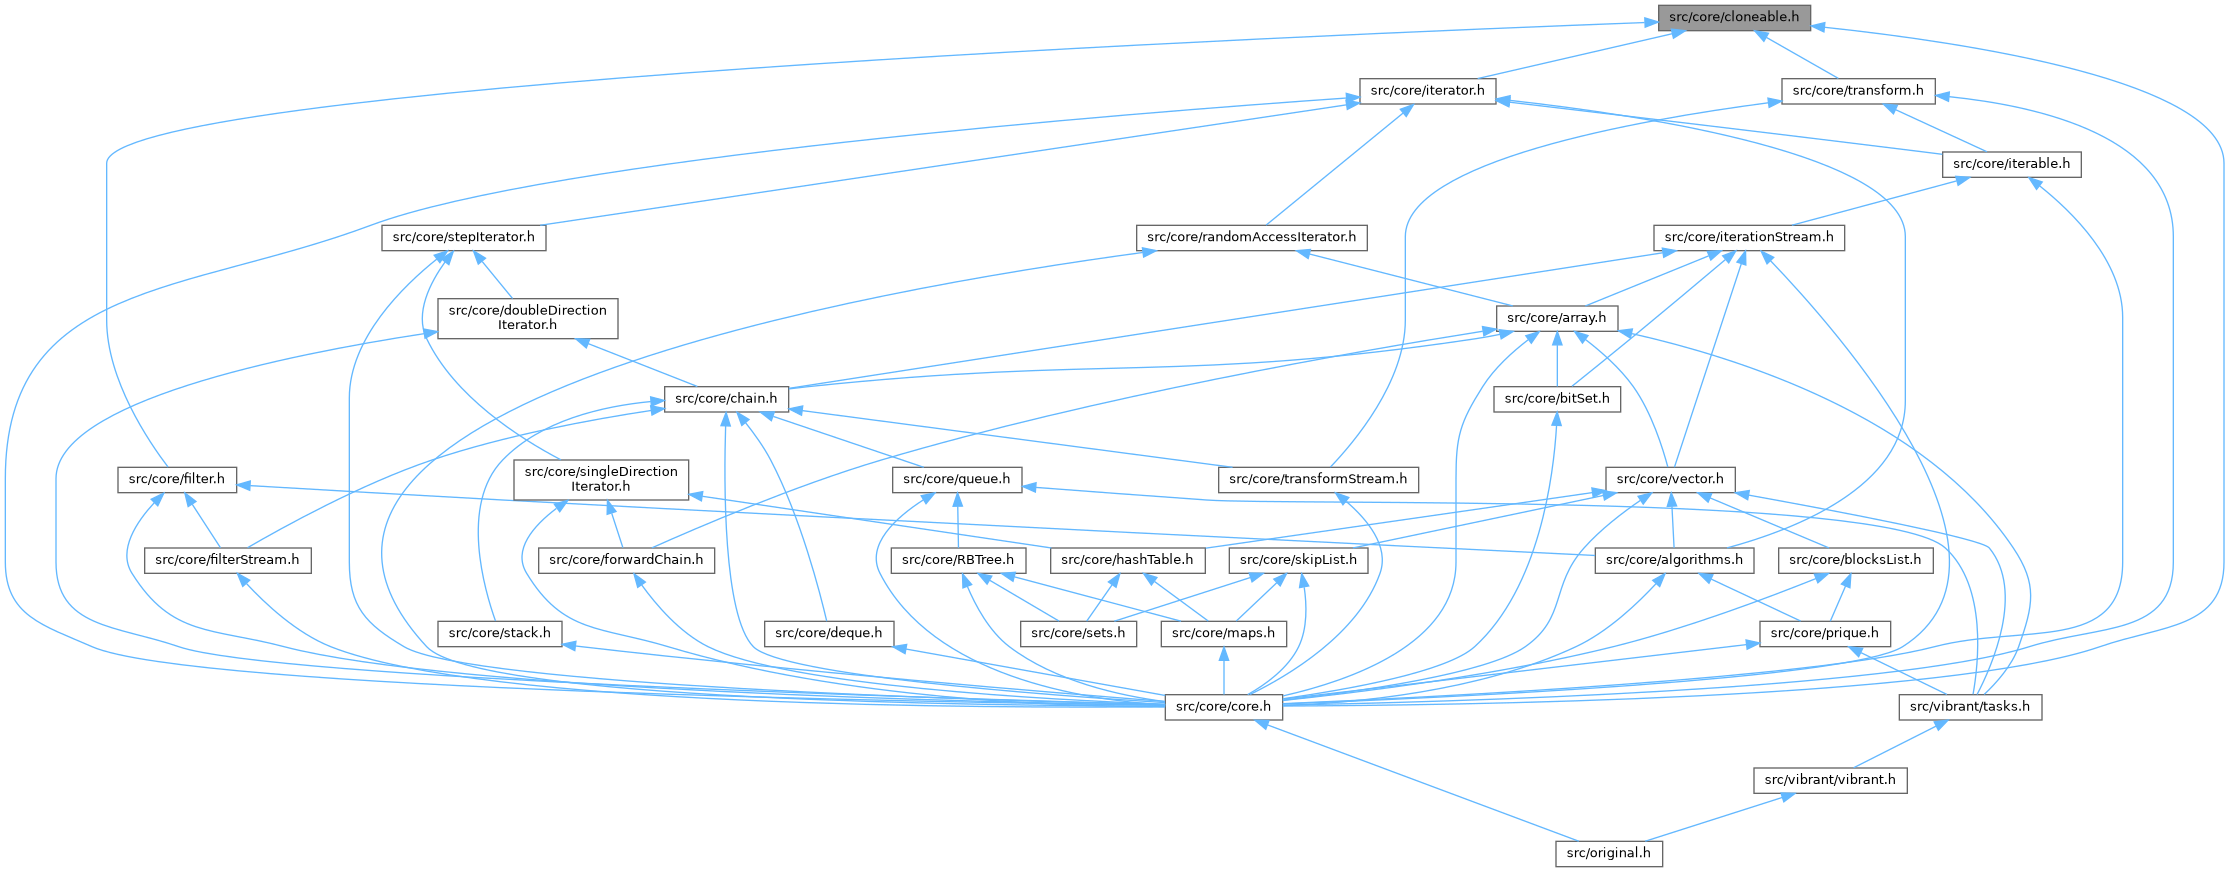 src/core/cloneable.h
src/core/iterator.h
src/core/transform.h
src/core/iterable.h
src/core/stepIterator.h
src/core/randomAccessIterator.h
src/core/iterationStream.h
src/core/doubleDirection
Iterator.h
src/core/array.h
src/core/chain.h
src/core/bitSet.h
src/core/filter.h
src/core/singleDirection
Iterator.h
src/core/queue.h
src/core/transformStream.h
src/core/vector.h
src/core/filterStream.h
src/core/forwardChain.h
src/core/RBTree.h
src/core/hashTable.h
src/core/skipList.h
src/core/algorithms.h
src/core/blocksList.h
src/core/stack.h
src/core/deque.h
src/core/sets.h
src/core/maps.h
src/core/prique.h
src/core/core.h
src/vibrant/tasks.h
src/vibrant/vibrant.h
src/original.h